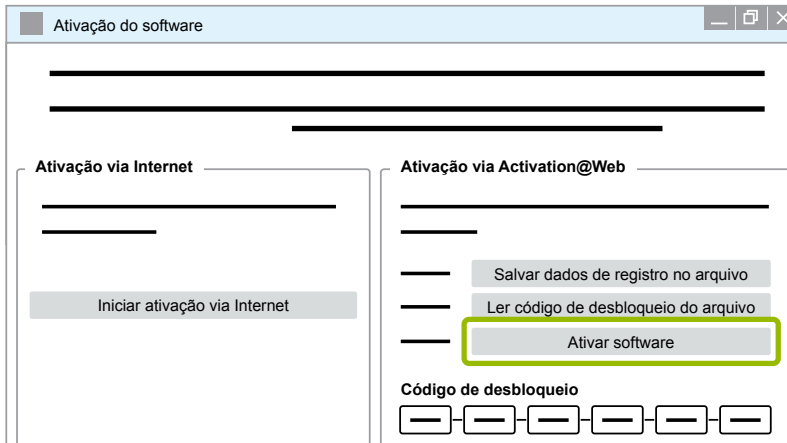 Ativação do software
Ativação via Internet
Iniciar ativação via Internet
Ativação via Activation@Web
Salvar dados de registro no arquivo
Ler código de desbloqueio do arquivo
Ativar software
Código de desbloqueio